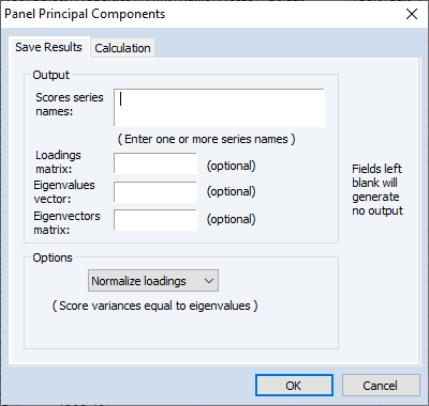 Panel Principal Components
Save Results
Calculation
Output
Scores series
names:
( Enter one or more series names )
Loadings
matrix:
(optional)
Eigenvalues
vector:
(optional)
Eigenvectors
matrix:
(optional)
Fields left
blank will
generate
no output
Options
Normalize loadings
( Score variances equal to eigenvalues )
OK
Cancel